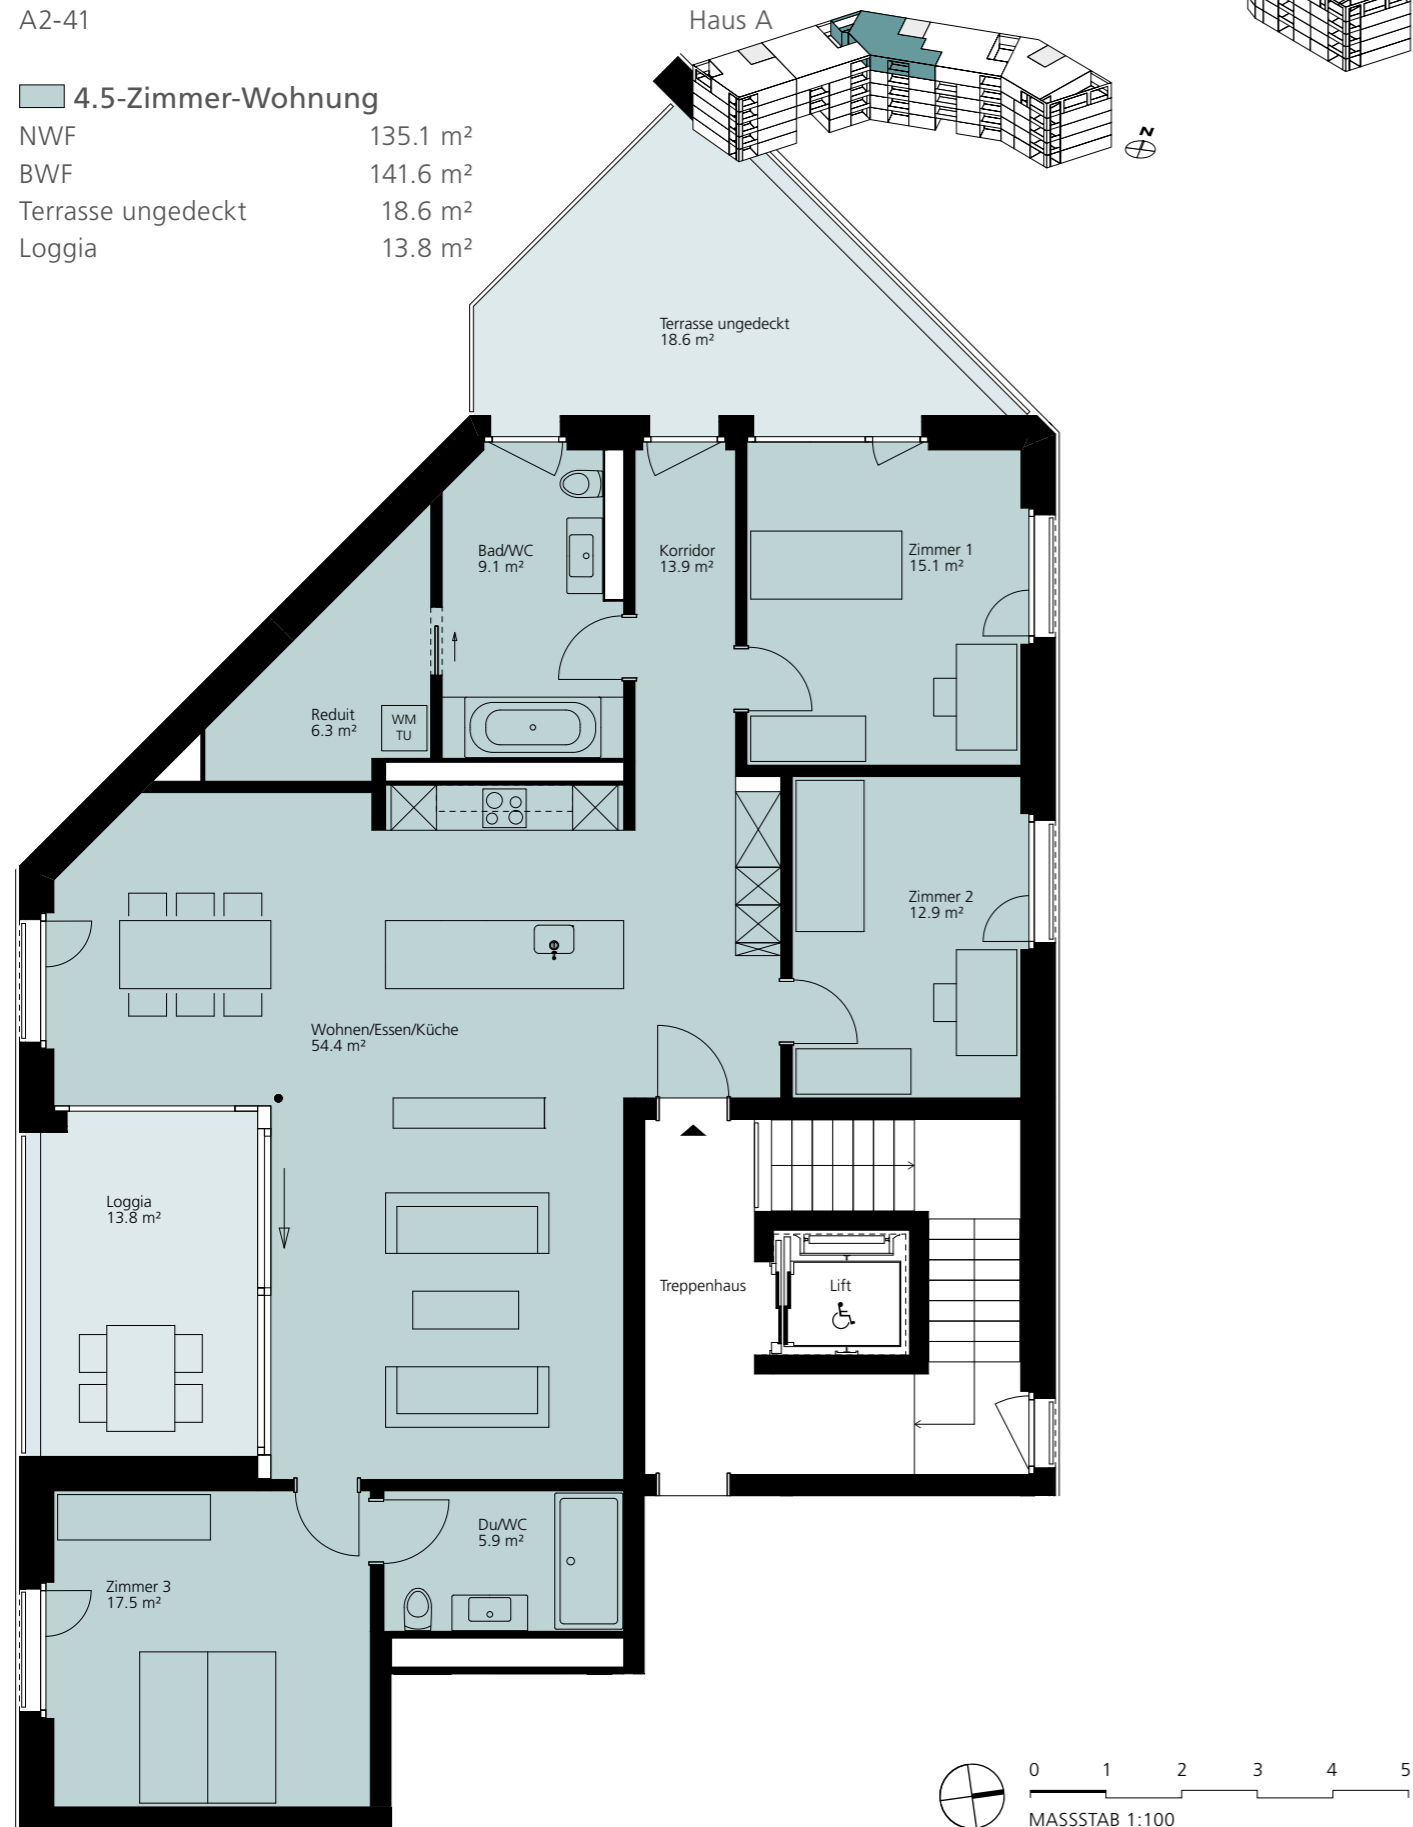 A2-41
Haus A
4.5-Zimmer-Wohnung
NWF 135.1 m²
BWF 141.6 m²
Terrasse ungedeckt 18.6 m²
Loggia 13.8 m²
N
Terrasse ungedeckt
18.6 m²
Bad/WC
9.1 m²
Korridor
13.9 m²
Zimmer 1
15.1 m²
Reduit
6.3 m²
WM
TU
Zimmer 2
12.9 m²
Wohnen/Essen/Küche
54.4 m²
Loggia
13.8 m²
Treppenhaus
Lift
Du/WC
5.9 m²
Zimmer 3
17.5 m²
0 1 2 3 4 5
MASSSTAB 1:100